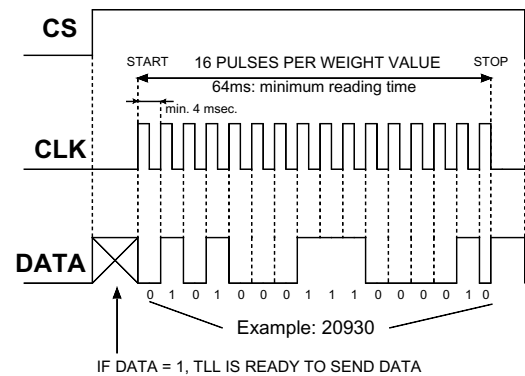 CS
START 16 PULSES PER WEIGHT VALUE STOP
64ms: minimum reading time
min. 4 msec.
CLK
DATA
0 1 0 1 0 0 0 1 1 1 0 0 0 0 1 0
Example: 20930
IF DATA = 1, TLL IS READY TO SEND DATA